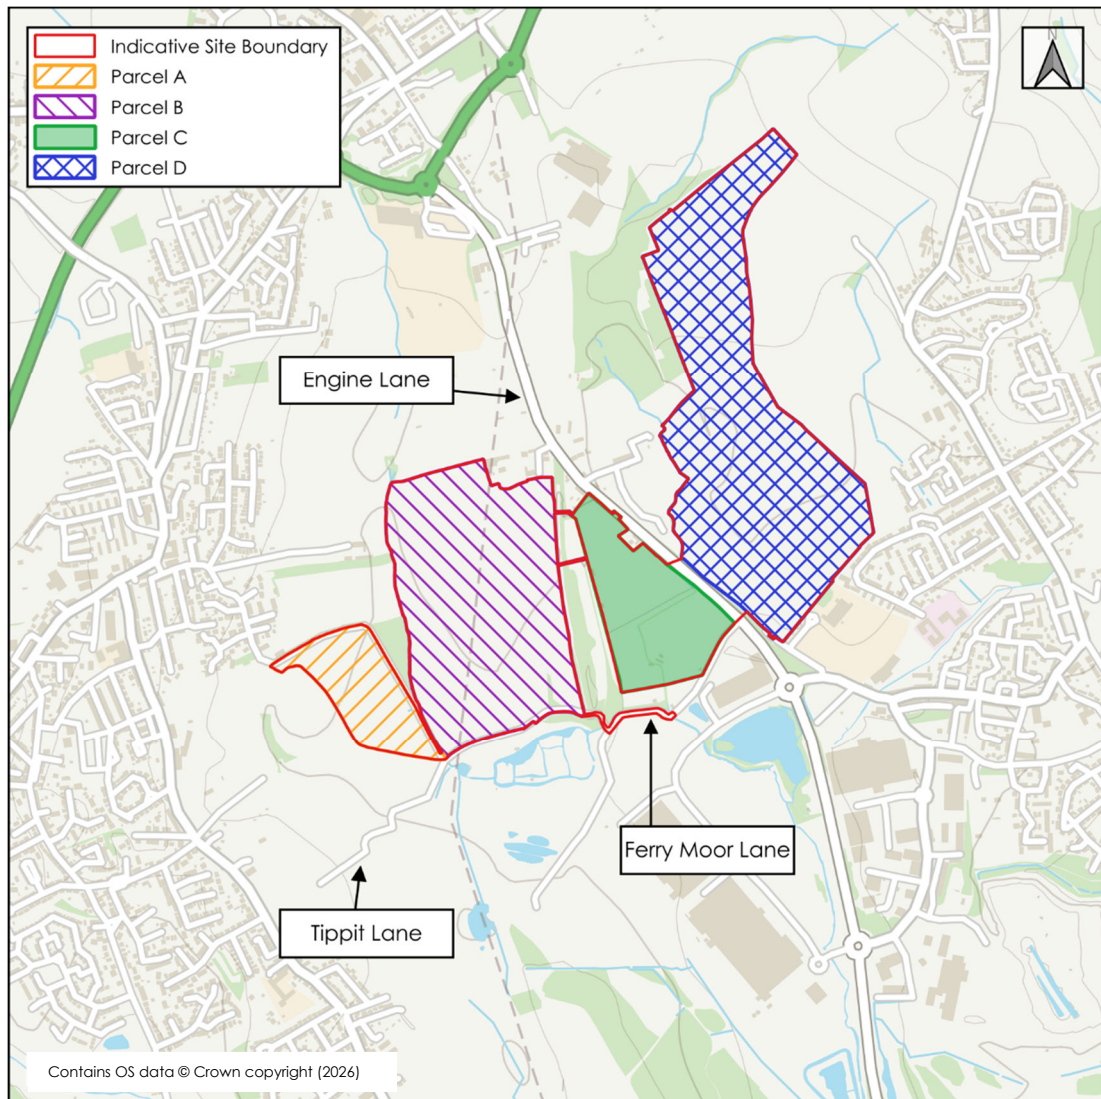 Indicative Site Boundary
Parcel A
Parcel B
Parcel C
Parcel D
N
Engine Lane
Ferry Moor Lane
Tippit Lane
Contains OS data © Crown copyright (2026)